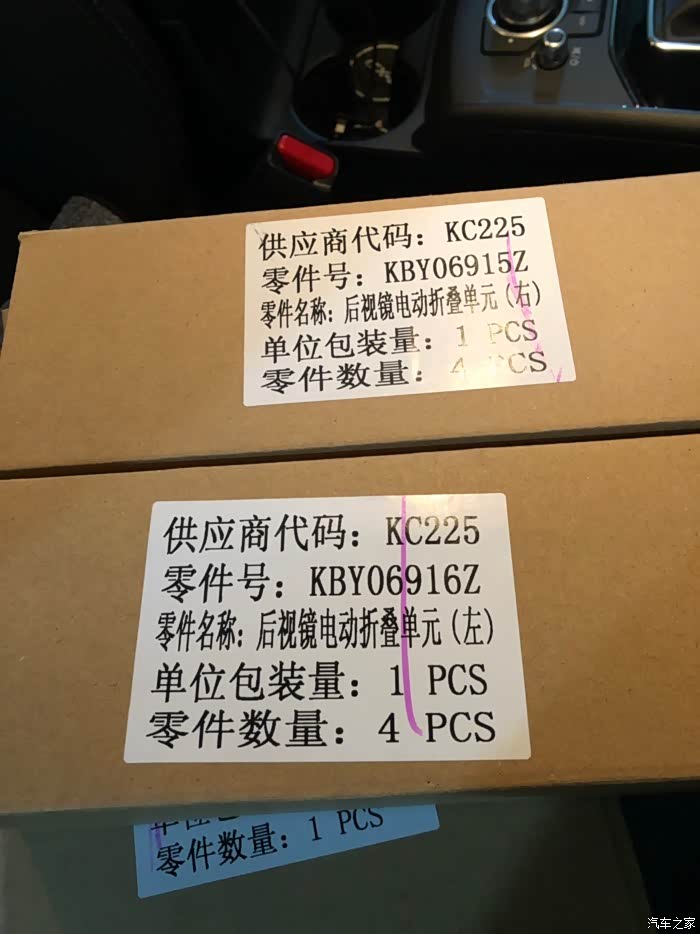 供应商代码：KC225
零件号：KBY06915Z
零件名称：后视镜电动折叠单元（右）
单位包装量：1 PCS
零件数量：4 PCS
供应商代码：KC225
零件号：KBY06916Z
零件名称：后视镜电动折叠单元（左）
单位包装量：1 PCS
零件数量：4 PCS
单位
零件数量：1 PCS
汽车之家